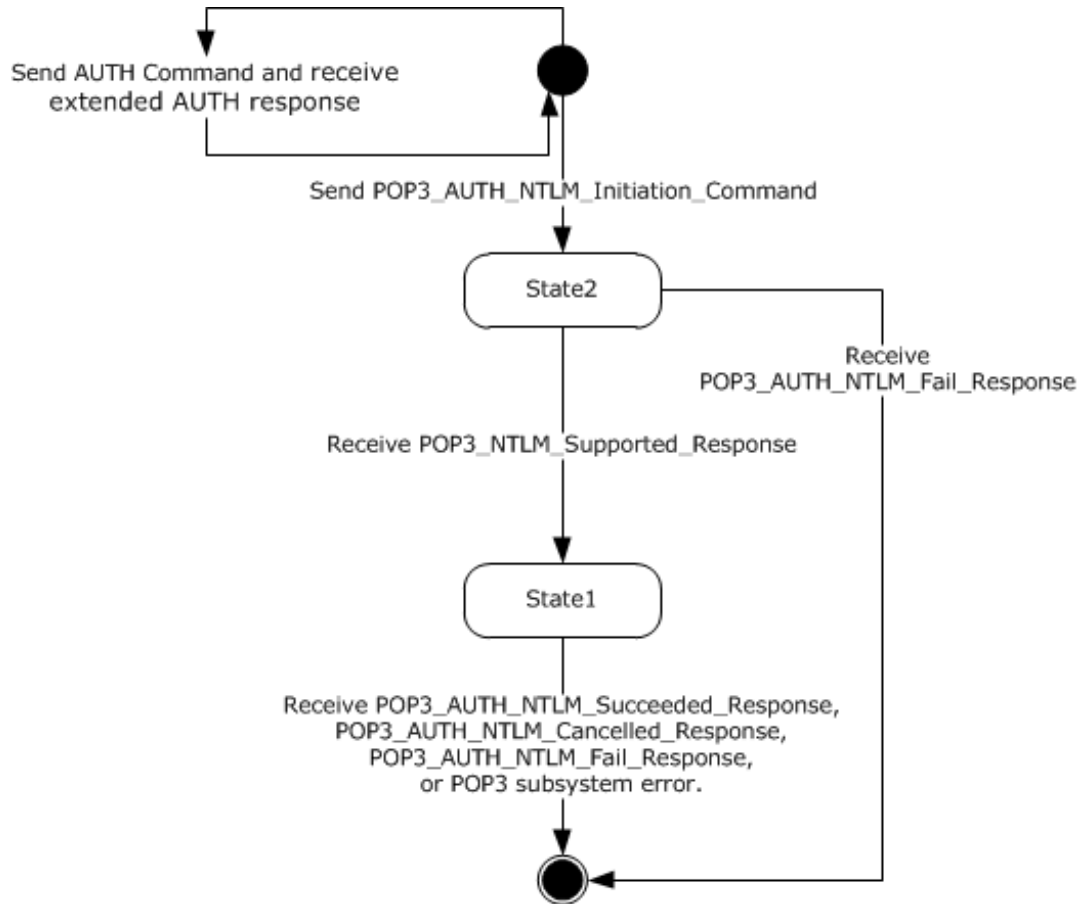 Send AUTH Command and receive
extended AUTH response
Send POP3_AUTH_NTLM_Initiation_Command
State2
Receive
POP3_AUTH_NTLM_Fail_Response
Receive POP3_NTLM_Supported_Response
State1
Receive POP3_AUTH_NTLM_Succeeded_Response,
POP3_AUTH_NTLM_Cancelled_Response,
POP3_AUTH_NTLM_Fail_Response,
or POP3 subsystem error.